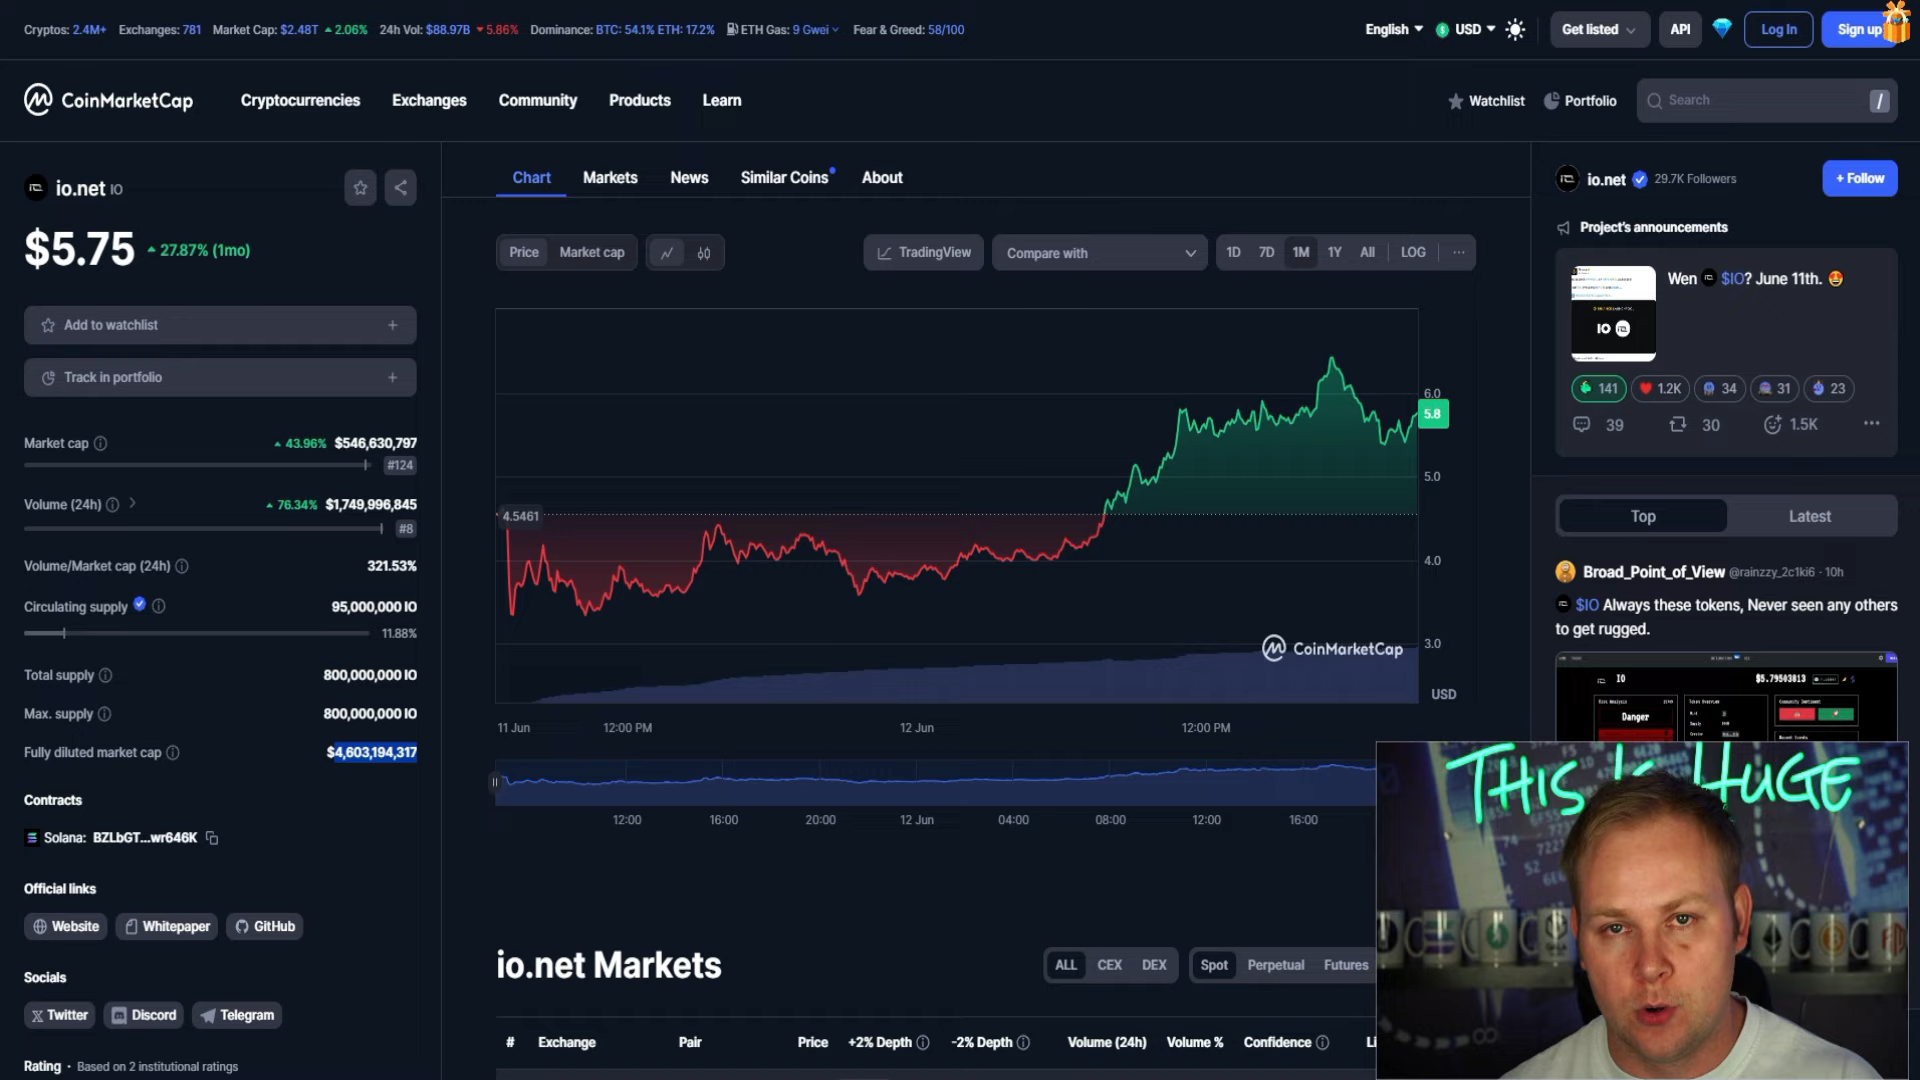 Cryptos: 2.4M+ Exchanges: 781 Market Cap: $2.48T 2.06% 24h Vol: $88.97B 5.86% Dominance: BTC: 54.1% ETH: 17.2% ETH Gas: 9 Gwei Fear & Greed: 58/100
English USD Get listed API Log In Sign up
CoinMarketCap Cryptocurrencies Exchanges Community Products Learn
Watchlist Portfolio Search /
io.net IO
$5.75 27.87% (1mo)
Add to watchlist +
Track in portfolio +
Market cap 43.96% $546,630,797
#124
Volume (24h) 76.34% $1,749,996,845
#8
Volume/Market cap (24h) 321.53%
Circulating supply 95,000,000 IO
11.88%
Total supply 800,000,000 IO
Max. supply 800,000,000 IO
Fully diluted market cap $4,603,194,317
Contracts
Solana: BZLbGT...wr646K
Official links
Website Whitepaper GitHub
Socials
Twitter Discord Telegram
Rating · Based on 2 institutional ratings
Chart Markets News Similar Coins About
Price Market cap TradingView Compare with 1D 7D 1M 1Y All LOG ...
6.0
5.8
5.0
4.5461
4.0
3.0
CoinMarketCap
USD
11 Jun 12:00 PM 12 Jun 12:00 PM
12:00 16:00 20:00 12 Jun 04:00 08:00 12:00 16:00
io.net Markets
ALL CEX DEX Spot Perpetual Futures
# Exchange Pair Price +2% Depth -2% Depth Volume (24h) Volume % Confidence Li
io.net 29.7K Followers + Follow
Project's announcements
Wen $IO? June 11th.
IO
141 1.2K 34 31 23
39 30 1.5K ...
Top Latest
Broad_Point_of_View @rainzzy_2c1ki6 · 10h
$IO Always these tokens, Never seen any others
to get rugged.
IO $5.79503813
Danger
THIS IS HUGE